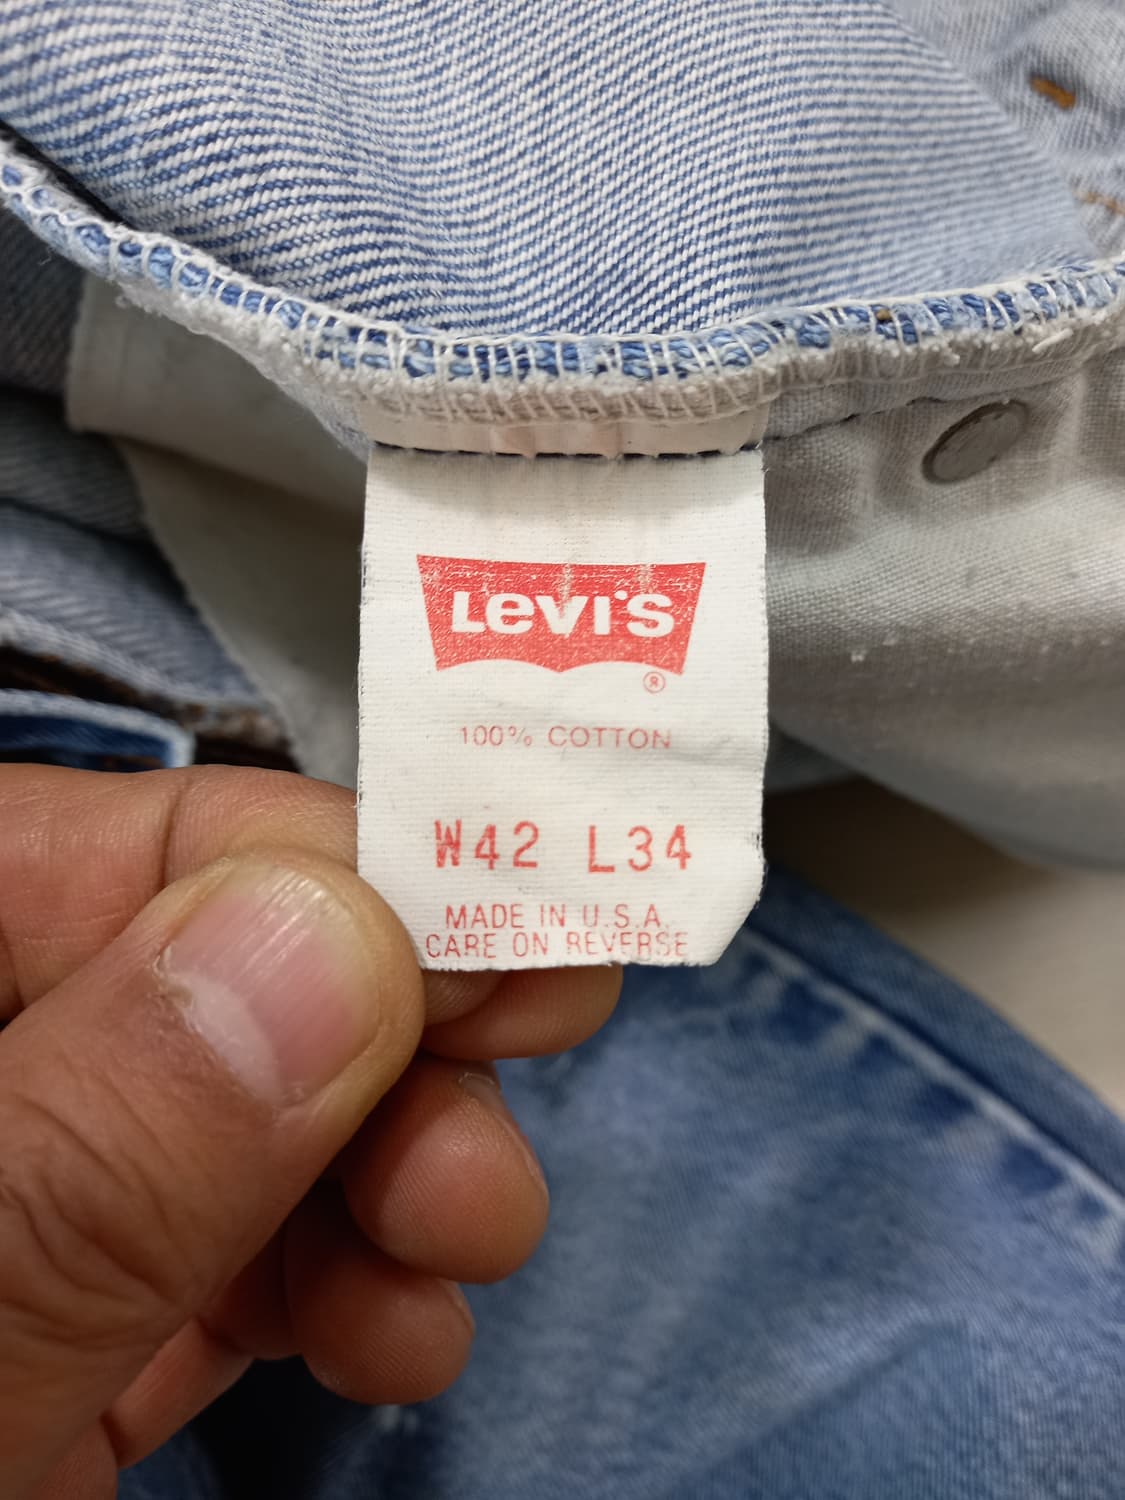 Levi's
®
100% COTTON
W42 L34
MADE IN U.S.A.
CARE ON REVERSE